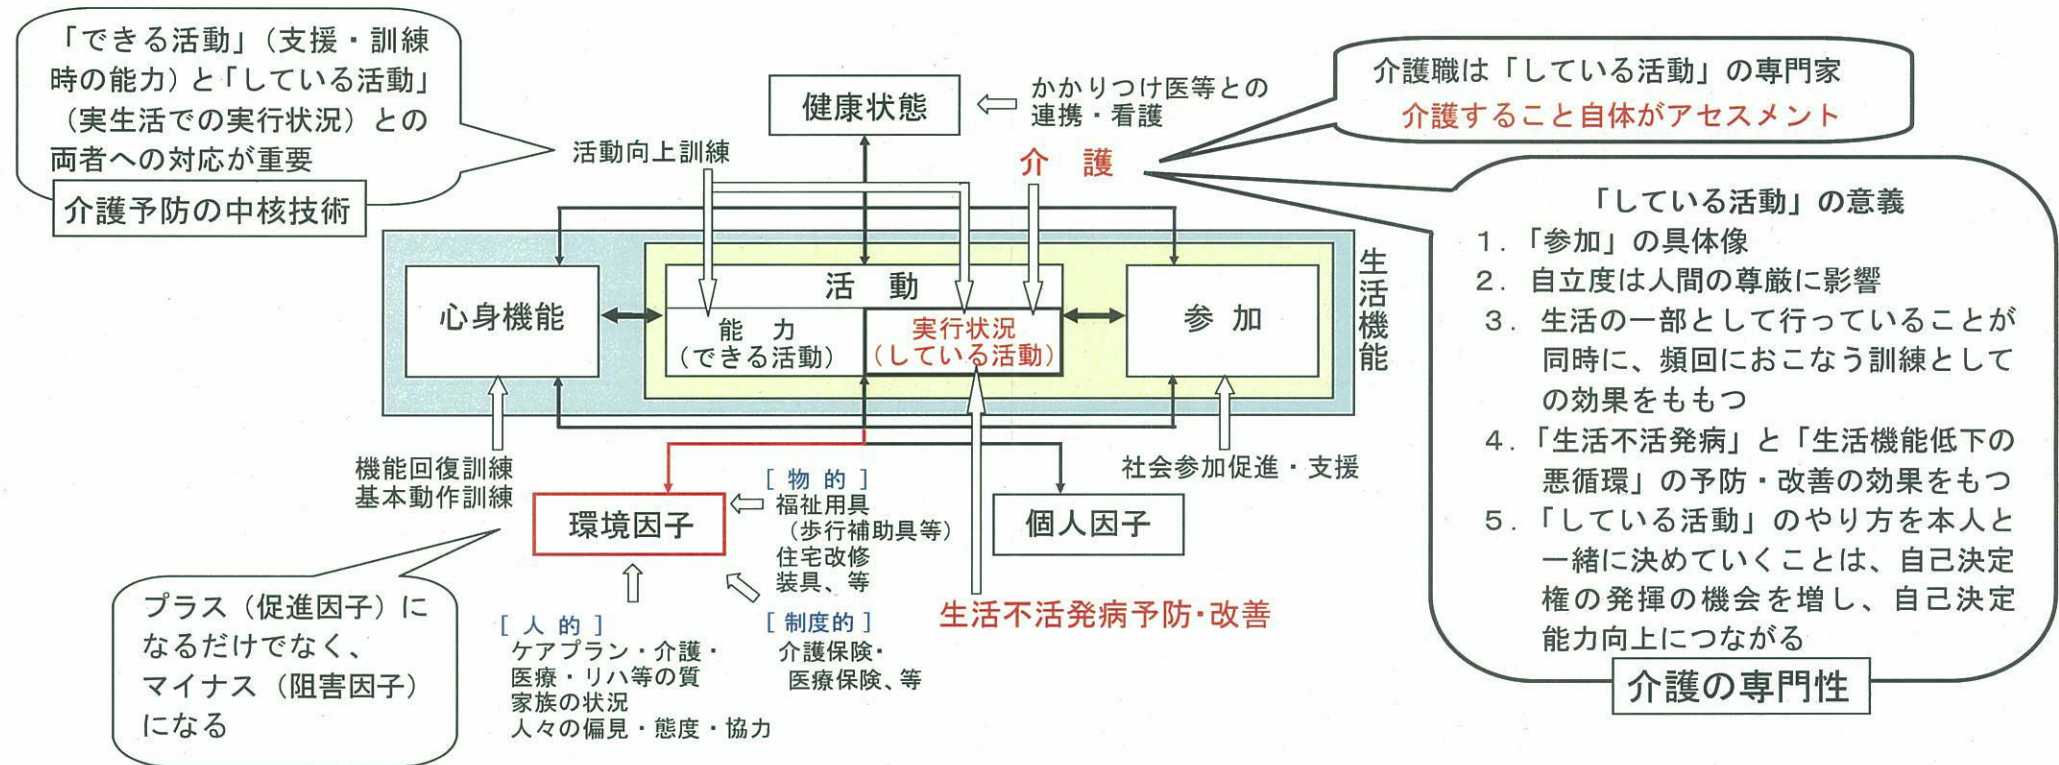 「できる活動」（支援・訓練
時の能力）と「している活動」
（実生活での実行状況）との
両者への対応が重要
介護予防の中核技術
活動向上訓練
健康状態
かかりつけ医等との
連携・看護
介　護
介護職は「している活動」の専門家
介護すること自体がアセスメント
「している活動」の意義
1．「参加」の具体像
2．自立度は人間の尊厳に影響
3．生活の一部として行っていることが
同時に、頻回におこなう訓練として
の効果をももつ
4．「生活不活発病」と「生活機能低下の
悪循環」の予防・改善の効果をもつ
5．「している活動」のやり方を本人と
一緒に決めていくことは、自己決定
権の発揮の機会を増し、自己決定
能力向上につながる
介護の専門性
生活機能
心身機能
活　動
能　力
（できる活動）
実行状況
（している活動）
参　加
機能回復訓練
基本動作訓練
社会参加促進・支援
環境因子
個人因子
［ 物 的 ］
福祉用具
（歩行補助具等）
住宅改修
装具、等
［ 人 的 ］
ケアプラン・介護・
医療・リハ等の質
家族の状況
人々の偏見・態度・協力
［ 制度的 ］
介護保険・
医療保険、等
生活不活発病予防・改善
プラス（促進因子）に
なるだけでなく、
マイナス（阻害因子）
になる